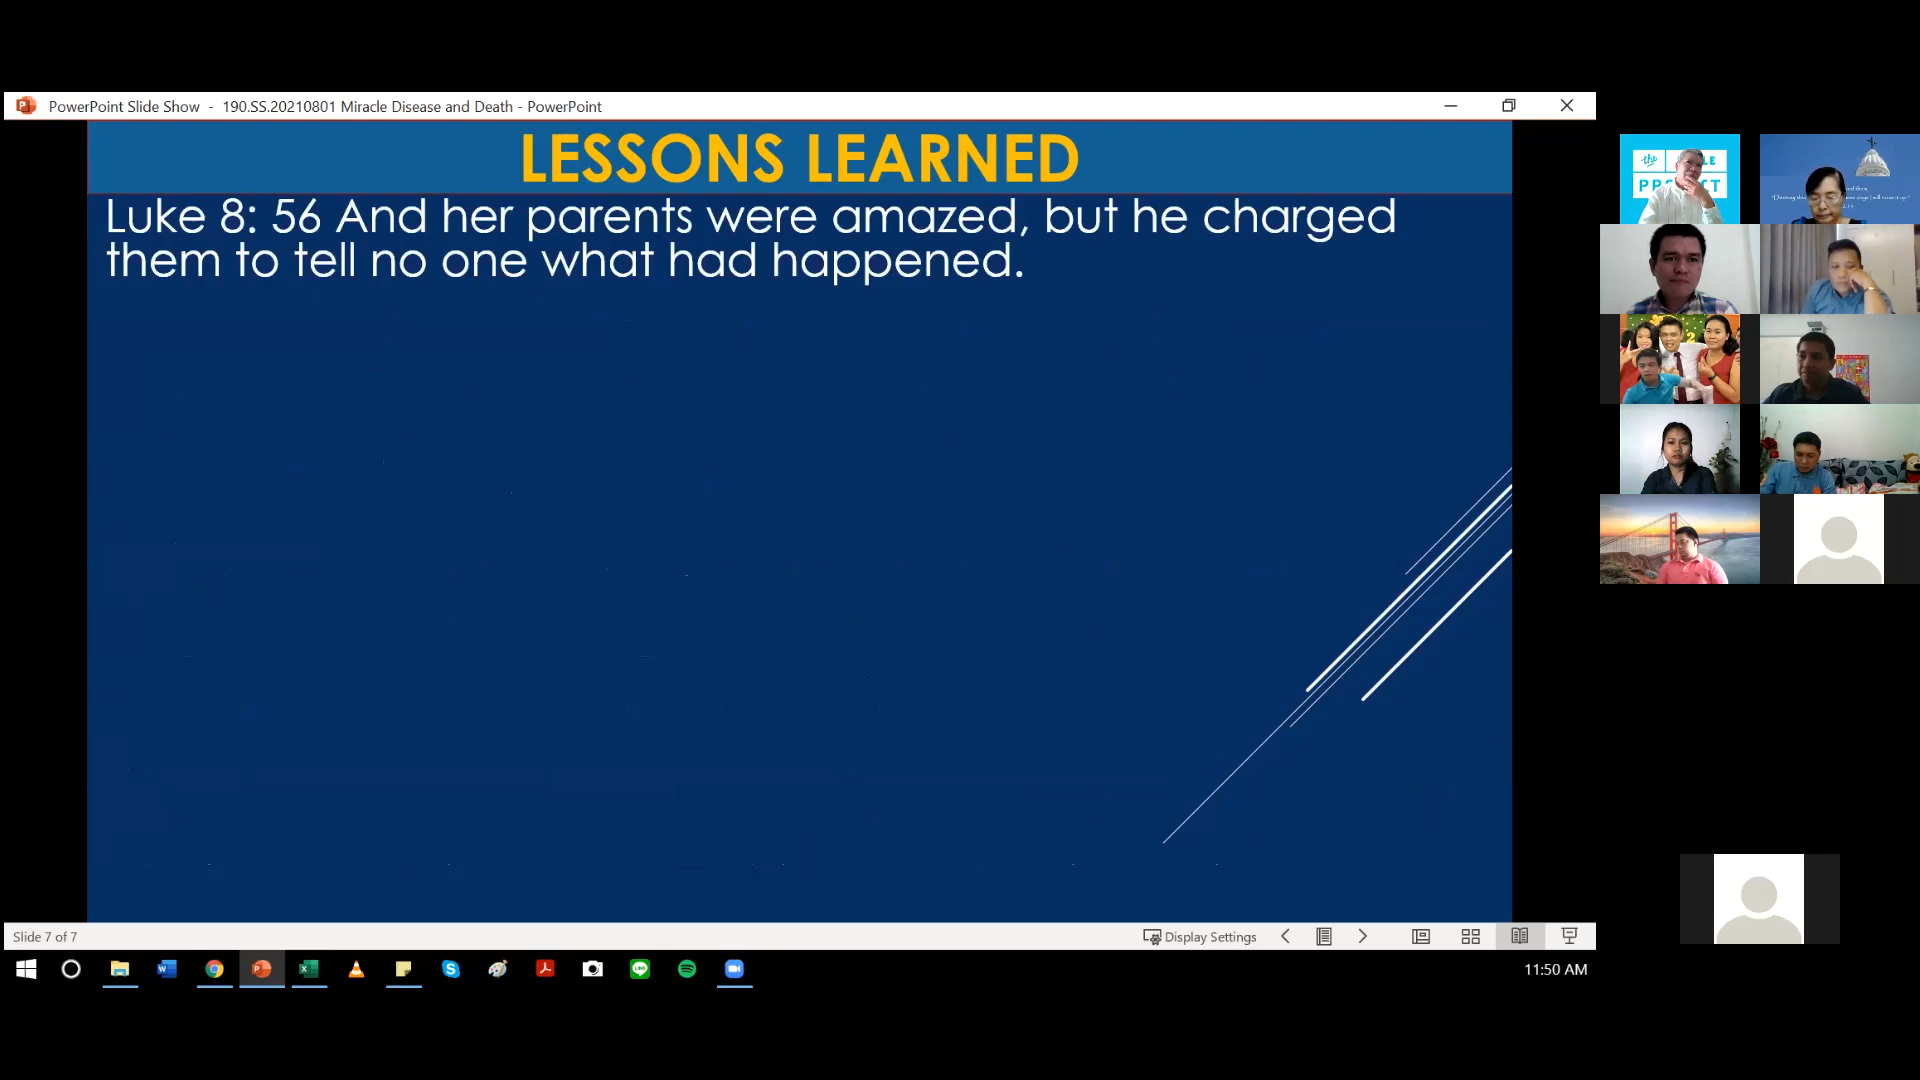 PowerPoint Slide Show - 190.SS.20210801 Miracle Disease and Death - PowerPoint
LESSONS LEARNED
Luke 8: 56 And her parents were amazed, but he charged
them to tell no one what had happened.
the
Slide 7 of 7
Display Settings
11:50 AM